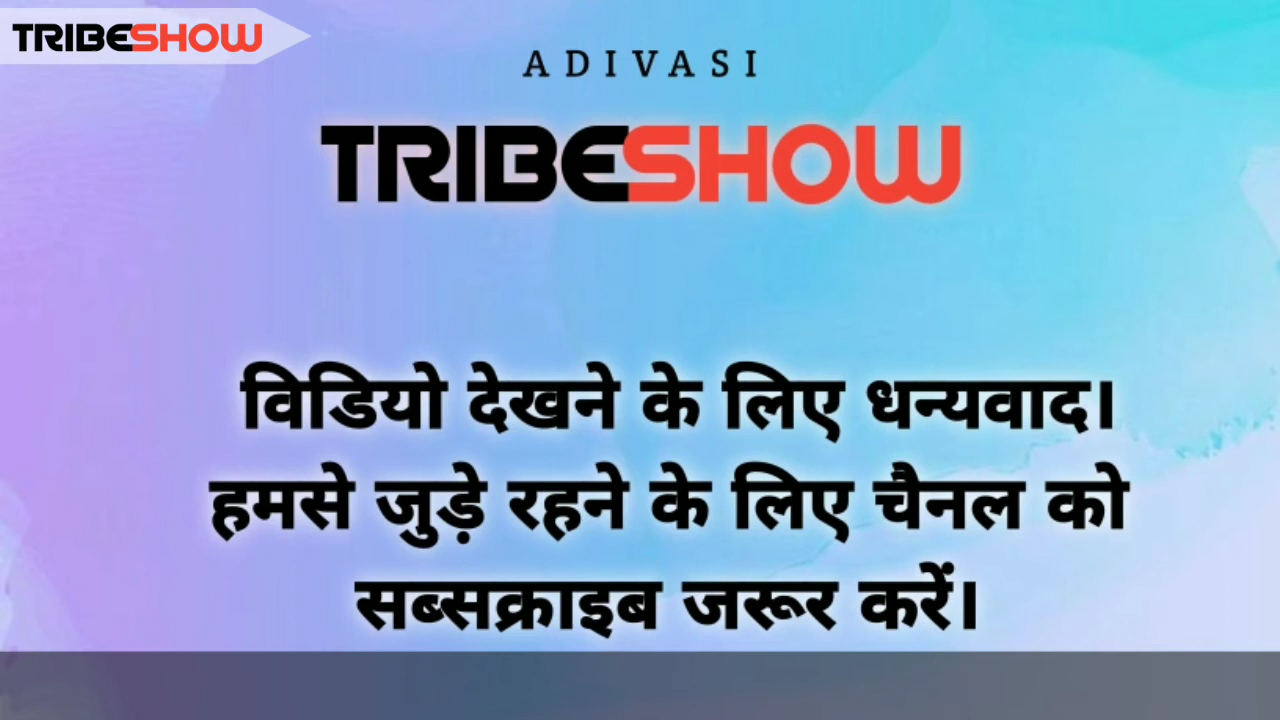 TRIBESHOW
ADIVASI
TRIBESHOW
विडियो देखने के लिए धन्यवाद।
हमसे जुड़े रहने के लिए चैनल को
सब्सक्राइब जरूर करें।